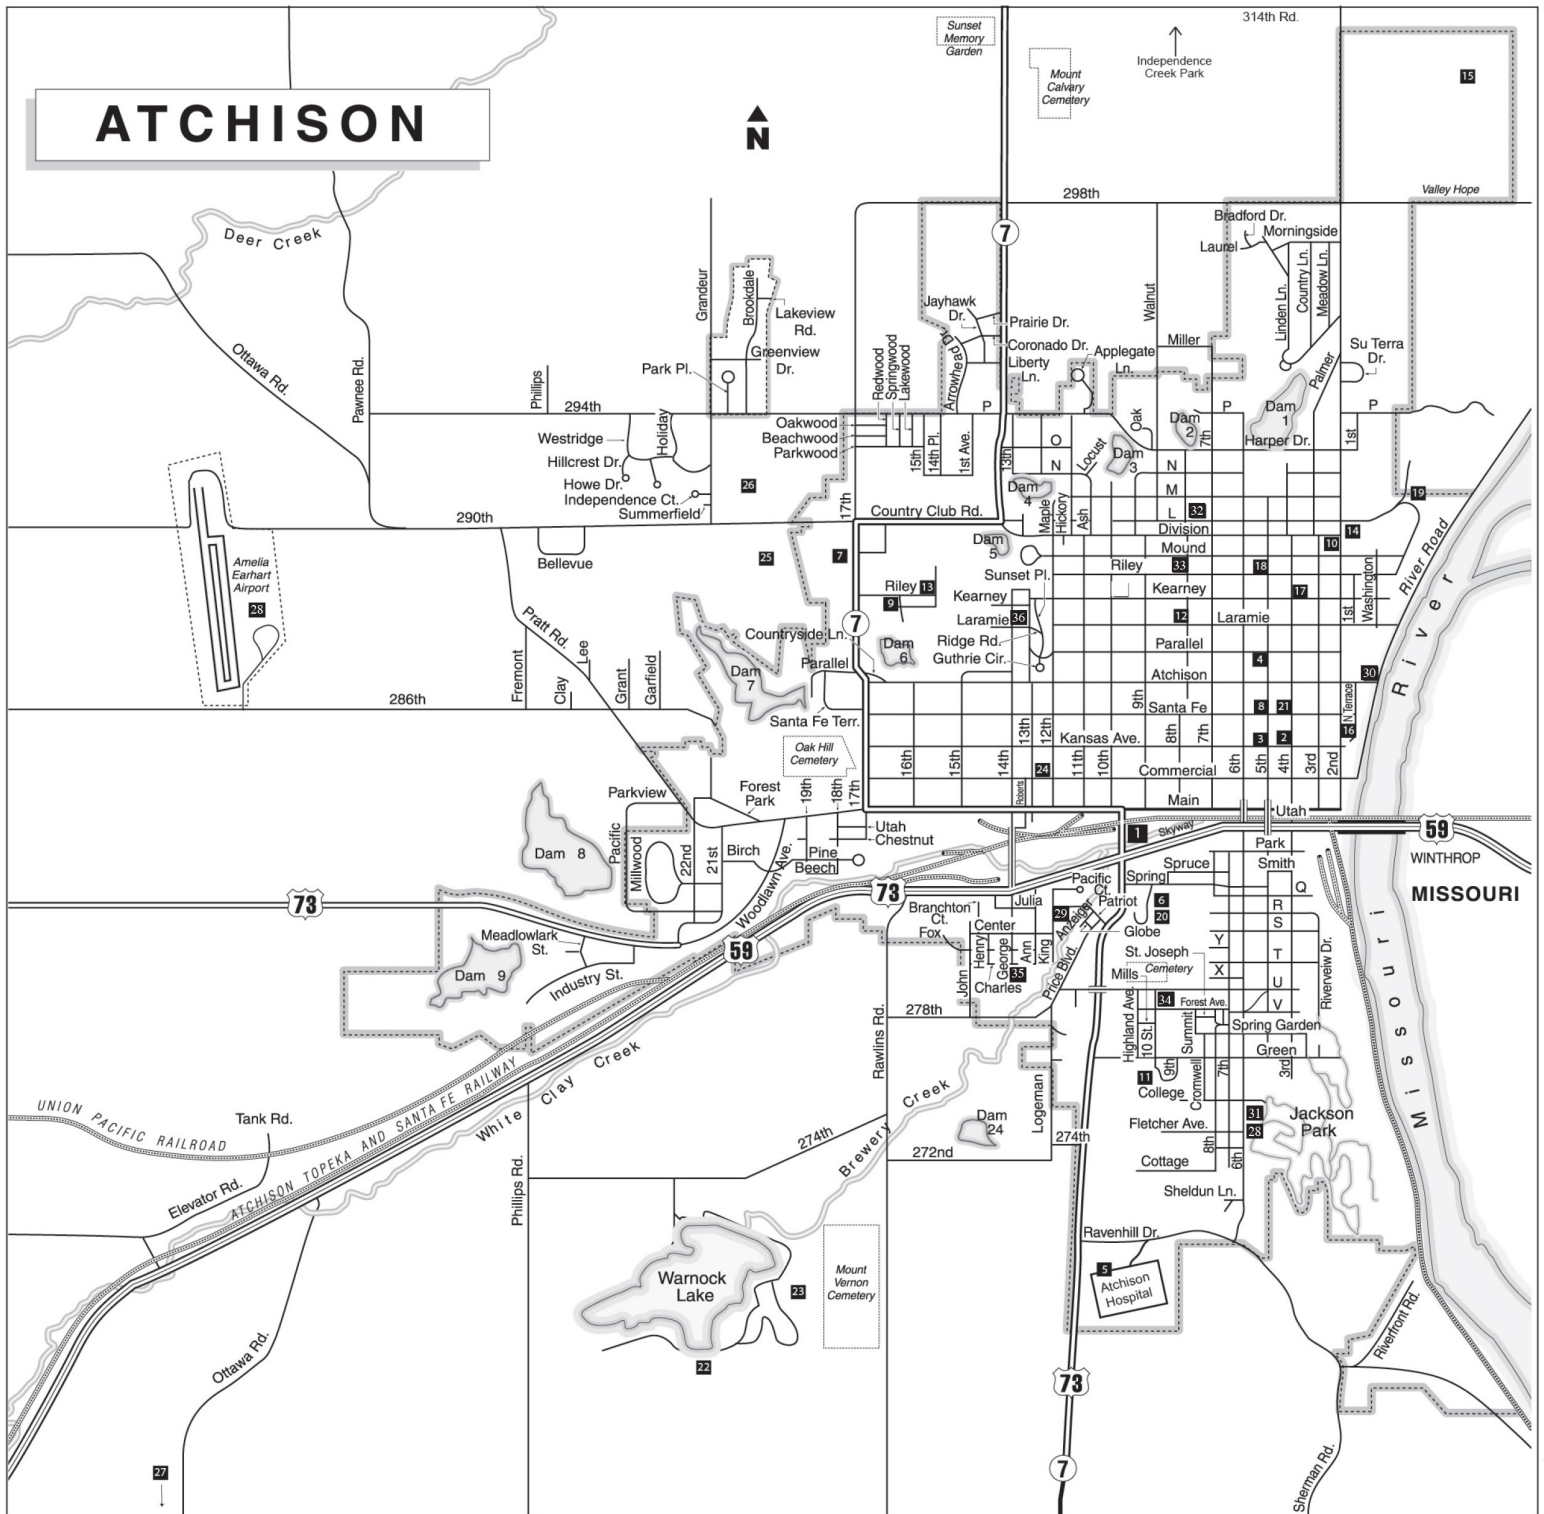 314th Rd.
Sunset
Memory
Garden
Independence
Creek Park
Mount
Calvary
Cemetery
15
ATCHISON
N
298th
Valley Hope
Deer Creek
7
Bradford Dr.
Morningside
Laurel
Grandeur
Brookdale
Lakeview
Rd.
Greenview
Dr.
Park Pl.
Jayhawk
Dr.
Prairie Dr.
Coronado Dr.
Liberty
Ln.
Arrowhead Dr.
Applegate
Ln.
Walnut
Miller
Linden Ln.
Country Ln.
Meadow Ln.
Palmer
Su Terra
Dr.
Ottawa Rd.
Pawnee Rd.
Phillips
294th
Holiday
Westridge
Hillcrest Dr.
Howe Dr.
Independence Ct.
Summerfield
26
Redwood
Springwood
Lakewood
Oakwood
Beachwood
Parkwood
15th
14th Pl.
1st Ave.
P
13th
O
N
Locust
Oak
Dam
3
Dam
2
7th
P
Dam
1
Harper Dr.
P
1st
N
M
L
32
Division
Dam
4
Maple
Hickory
Ash
17th
Country Club Rd.
290th
19
14
10
River Road
Amelia
Earhart
Airport
28
Bellevue
25
7
Dam
5
Sunset Pl.
Mound
Riley
33
18
Riley
13
9
Kearney
Laramie
36
Ridge Rd.
Guthrie Cir.
Kearney
17
12
Laramie
1st
Washington
Parallel
4
Atchison
30
7
Countryside Ln.
Parallel
Dam
6
Dam
7
Santa Fe Terr.
Pratt Rd.
Fremont
Clay
Lee
Grant
Garfield
286th
9th
Santa Fe
8
21
N Terrace
16
13th
12th
Kansas Ave.
8th
7th
3
2
16th
15th
14th
24
11th
10th
Commercial
6th
5th
4th
3rd
2nd
Oak Hill
Cemetery
Roberts
Main
Utah
19th
18th
17th
Forest
Park
Parkview
Pacific
Millwood
22nd
21st
Birch
Woodlawn Ave.
Pine
Beech
Utah
Chestnut
Dam 8
1
Skyway
59
WINTHROP
MISSOURI
Park
Spruce
Smith
Spring
Q
R
S
T
U
V
Y
X
73
73
59
Meadowlark
St.
Dam 9
Industry St.
Branchton
Ct.
Fox
Julia
Center
Henry
George
Ann
King
35
John
Charles
Pacific
Ct.
29
Anzeiger
Patriot
Globe
Price Blvd.
6
20
St. Joseph
Cemetery
Mills
34
Forest Ave.
Highland Ave.
10 St.
Summit
Spring Garden
Green
Riverveiw Dr.
9th
11
College
Cromwell
7th
3rd
278th
Rawlins Rd.
Logeman
Missouri River
UNION PACIFIC RAILROAD
ATCHISON TOPEKA AND SANTA FE RAILWAY
White Clay Creek
Tank Rd.
Elevator Rd.
Phillips Rd.
274th
Brewery Creek
Dam
24
272nd
274th
Fletcher Ave.
31
28
Jackson
Park
8th
6th
Cottage
Sheldun Ln.
Ravenhill Dr.
5
Atchison
Hospital
Warnock
Lake
23
22
Mount
Vernon
Cemetery
Ottawa Rd.
27
73
7
Riverfront Rd.
Sherman Rd.